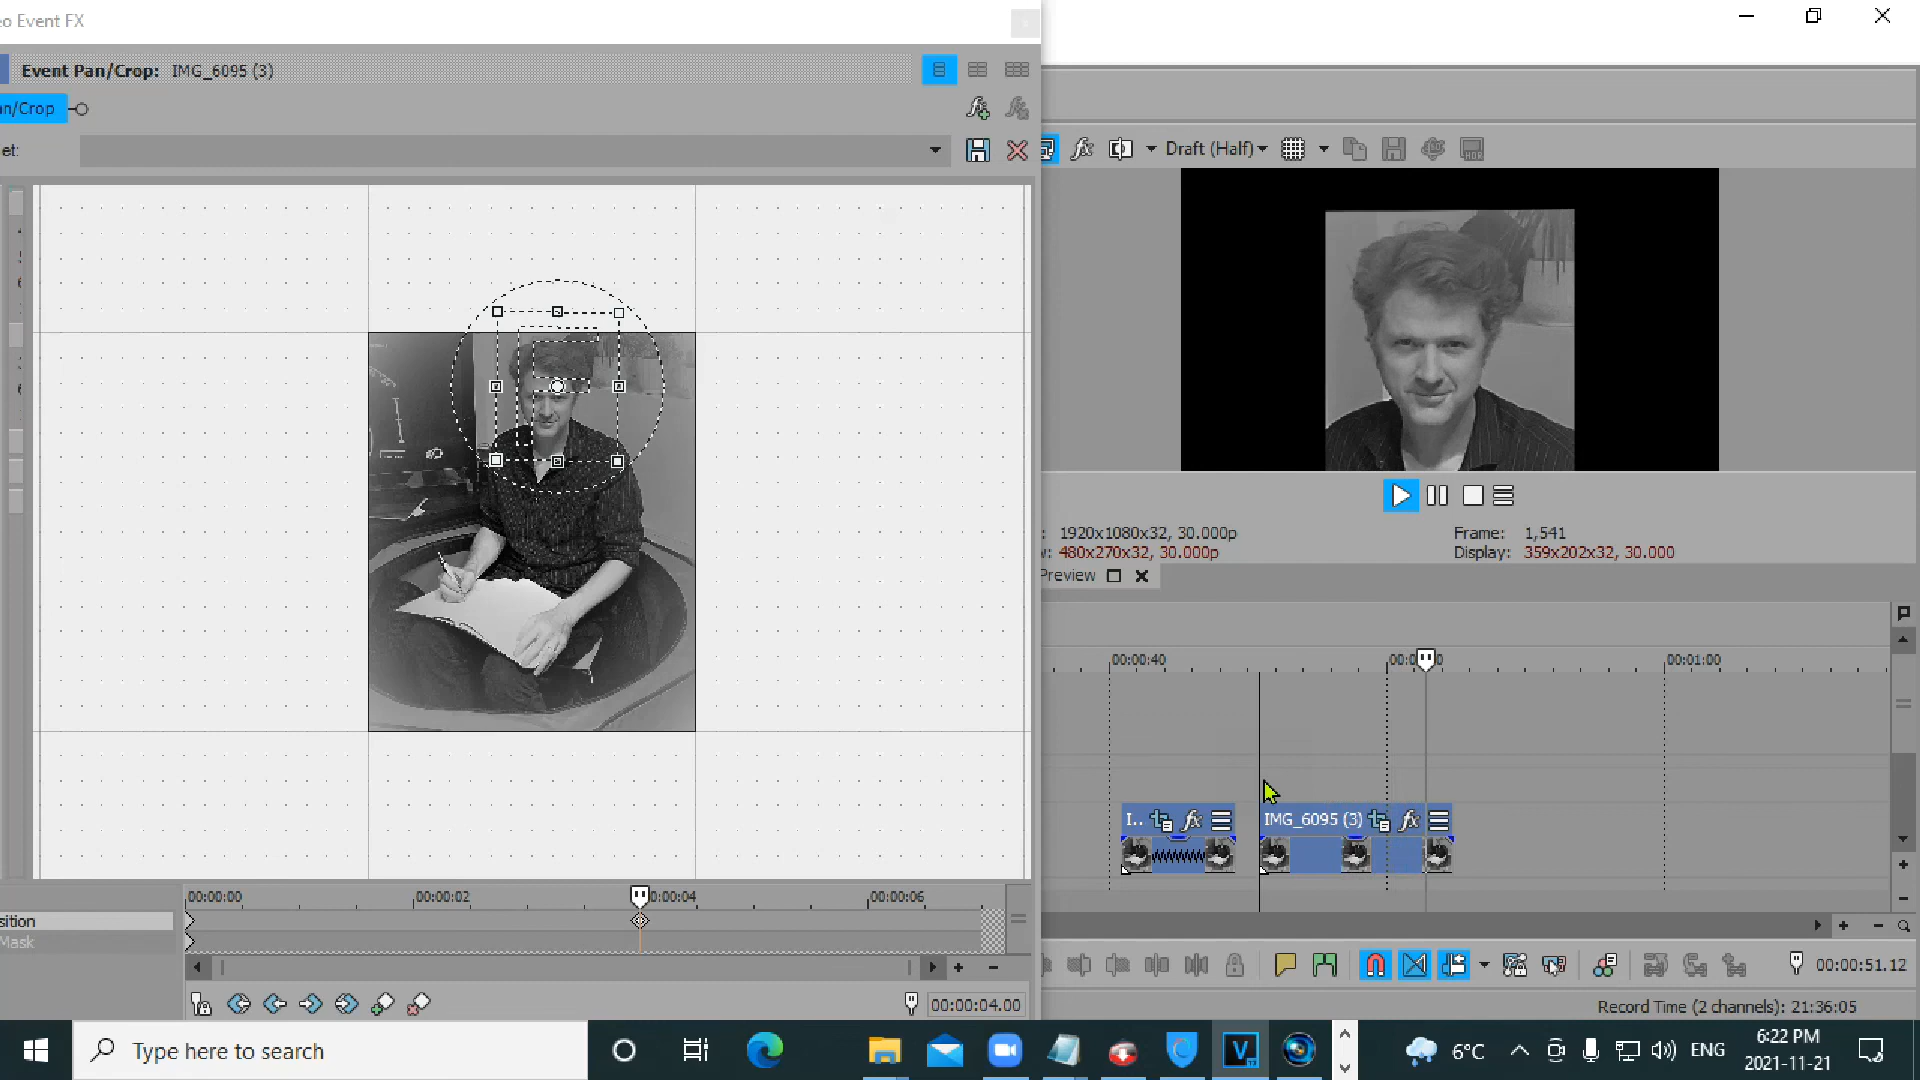 eo Event FX
Event Pan/Crop: IMG_6095 (3)
an/Crop
et:
Draft (Half)
1920x1080x32, 30.000p
480x270x32, 30.000p
Frame: 1,541
Display: 359x202x32, 30.000
Preview
00:00:40
00:01:00
I..
IMG_6095 (3)
00:00:00
00:00:02
00:00:04
00:00:06
sition
Mask
00:00:04.00
00:00:51.12
Record Time (2 channels): 21:36:05
Type here to search
6°C
ENG
6:22 PM
2021-11-21